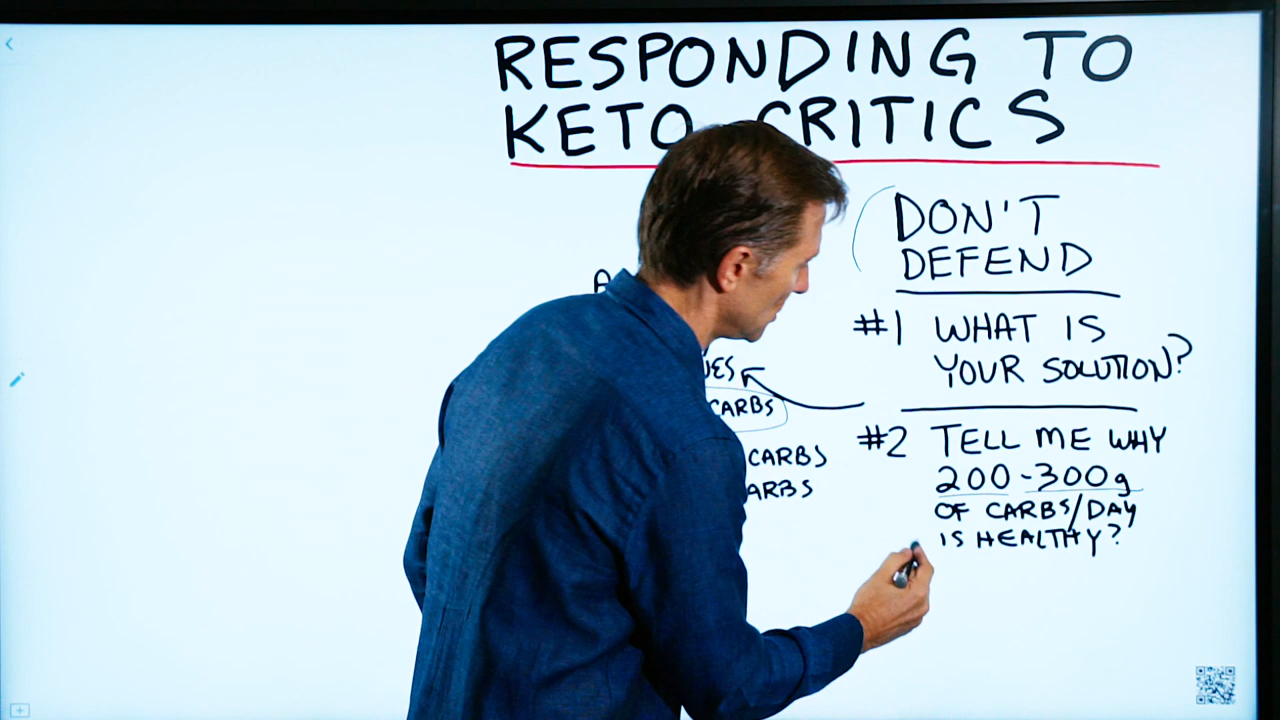 RESPONDING TO
KETO CRITICS
CARBS
CARBS
DON'T
DEFEND
#1 WHAT IS
YOUR SOLUTION?
#2 TELL ME WHY
200-300g
OF CARBS/DAY
IS HEALTHY?